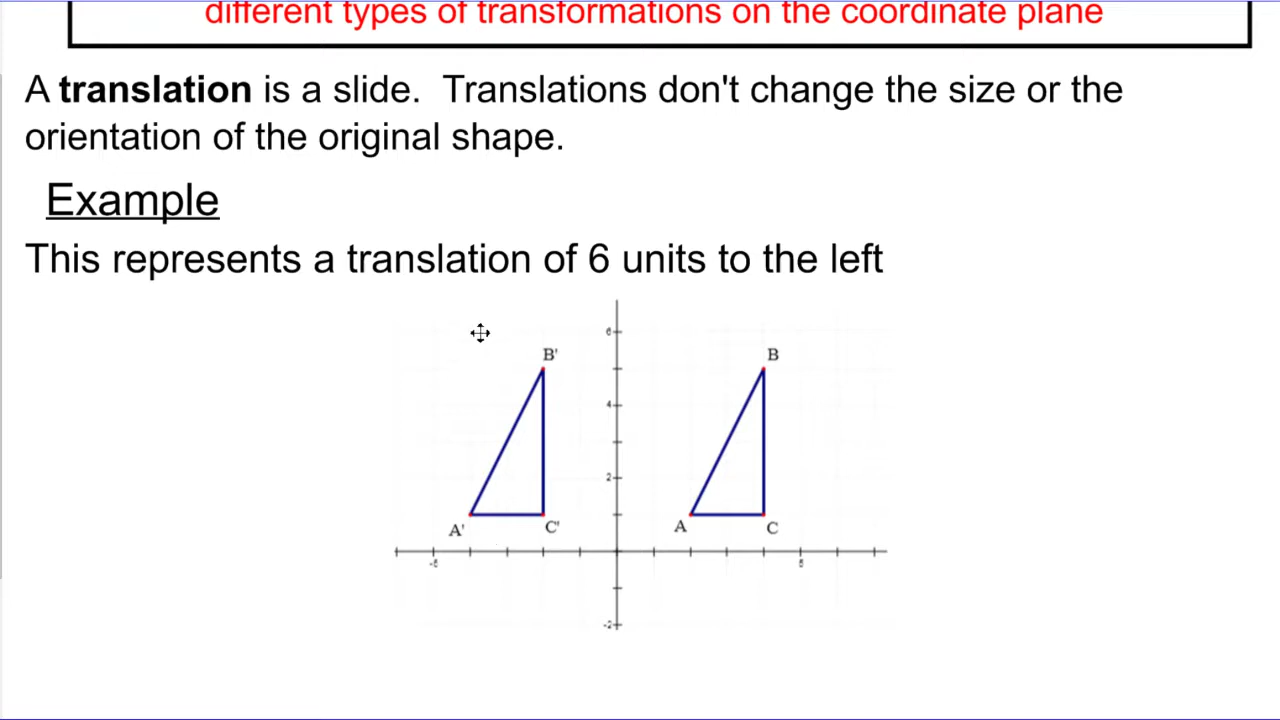 different types of transformations on the coordinate plane
A translation is a slide. Translations don't change the size or the
orientation of the original shape.
Example
This represents a translation of 6 units to the left
6
B'
B
4
2
A'
C'
A
C
-5
5
-2